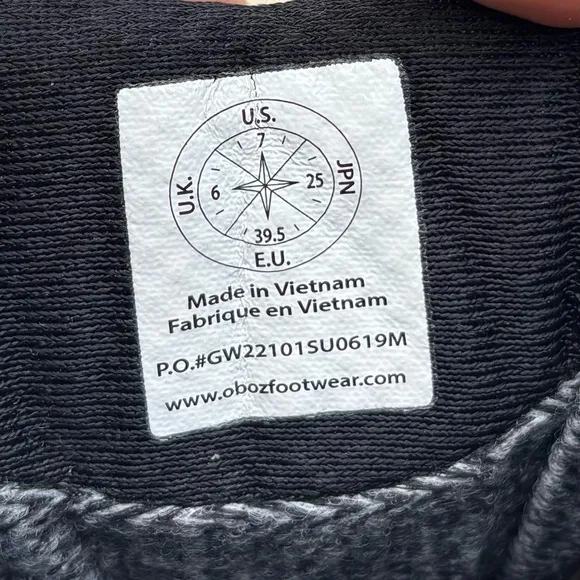 U.S.
7
U.K.
6
25
JPN
39.5
E.U.
Made in Vietnam
Fabrique en Vietnam
P.O.#GW22101SU0619M
www.obozfootwear.com